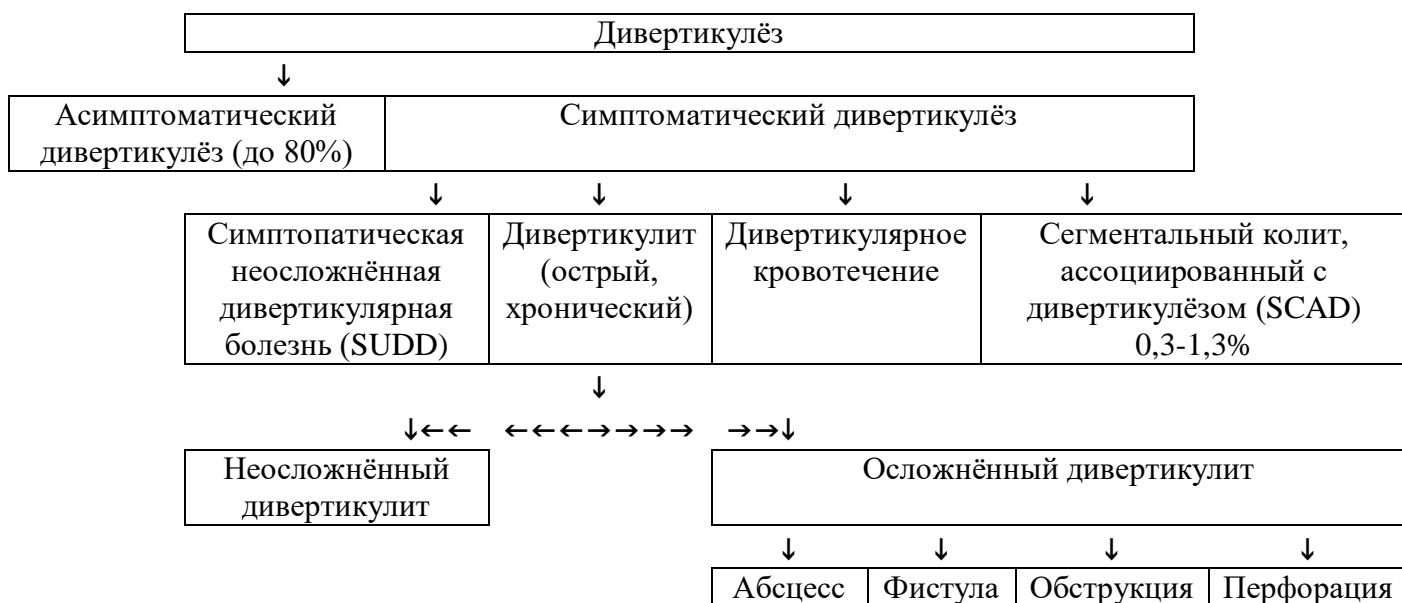 Дивертикулёз
↓
Асимптоматический
дивертикулёз (до 80%)
Симптоматический дивертикулёз
↓ ↓ ↓ ↓
Симптопатическая
неосложнённая
дивертикулярная
болезнь (SUDD)
Дивертикулит
(острый,
хронический)
Дивертикулярное
кровотечение
Сегментальный колит,
ассоциированный с
дивертикулёзом (SCAD)
0,3-1,3%
↓
↓←← ←←←→→→→ →→↓
Неосложнённый
дивертикулит
Осложнённый дивертикулит
↓ ↓ ↓ ↓
Абсцесс
Фистула
Обструкция
Перфорация